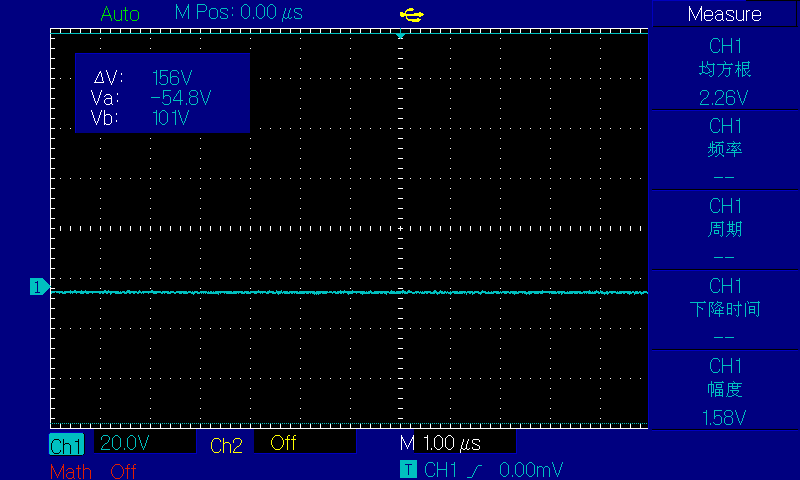 Auto M Pos: 0.00 μs Measure
ΔV: 156V
Va: -54.8V
Vb: 101V
CH1
均方根
2.26V
CH1
频率
--
CH1
周期
--
CH1
下降时间
--
CH1
幅度
1.58V
1
Ch1 20.0V Ch2 Off M 1.00 μs
Math Off T CH1 0.00mV